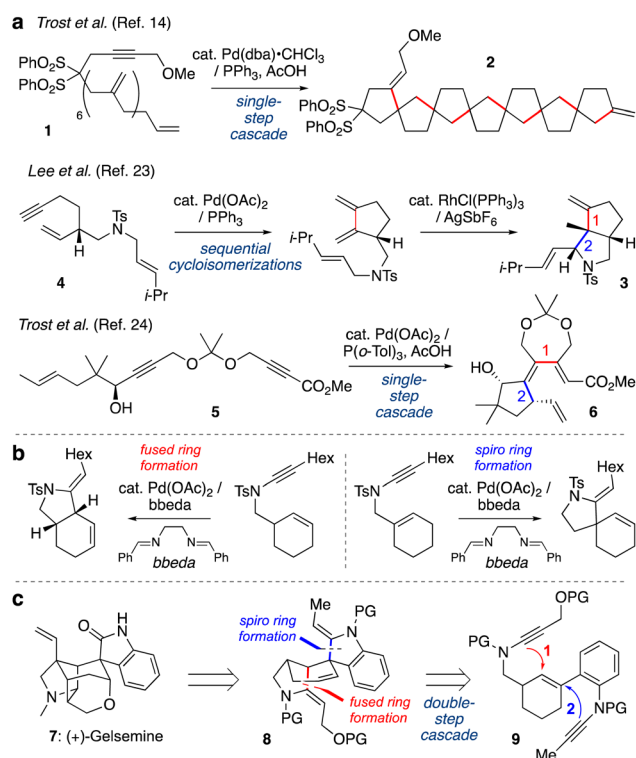 a Trost et al. (Ref. 14)
PhO2S
PhO2S
OMe
6
1
cat. Pd(dba)•CHCl3
/ PPh3, AcOH
single-
step
cascade
OMe
2
PhO2S
PhO2S
Lee et al. (Ref. 23)
Ts
N
H
i-Pr
4
cat. Pd(OAc)2
/ PPh3
sequential
cycloisomerizations
i-Pr
H
NTs
cat. RhCl(PPh3)3
/ AgSbF6
1
2
H
i-Pr
H
N
Ts
3
Trost et al. (Ref. 24)
O
O
CO2Me
OH
5
cat. Pd(OAc)2 /
P(o-Tol)3, AcOH
single-
step
cascade
O
O
1
HO
CO2Me
2
6
b
Hex
TsN
H
H
fused ring
formation
cat. Pd(OAc)2 /
bbeda
N
N
Ph
Ph
bbeda
Hex
Ts
N
Hex
Ts
N
spiro ring
formation
cat. Pd(OAc)2 /
bbeda
N
N
Ph
Ph
bbeda
Hex
Ts
N
c
H
N
O
N
Me
O
7: (+)-Gelsemine
Me
PG
N
spiro ring
formation
fused ring
formation
N
PG
OPG
8
double-
step
cascade
OPG
PG
N
1
2
NPG
Me
9